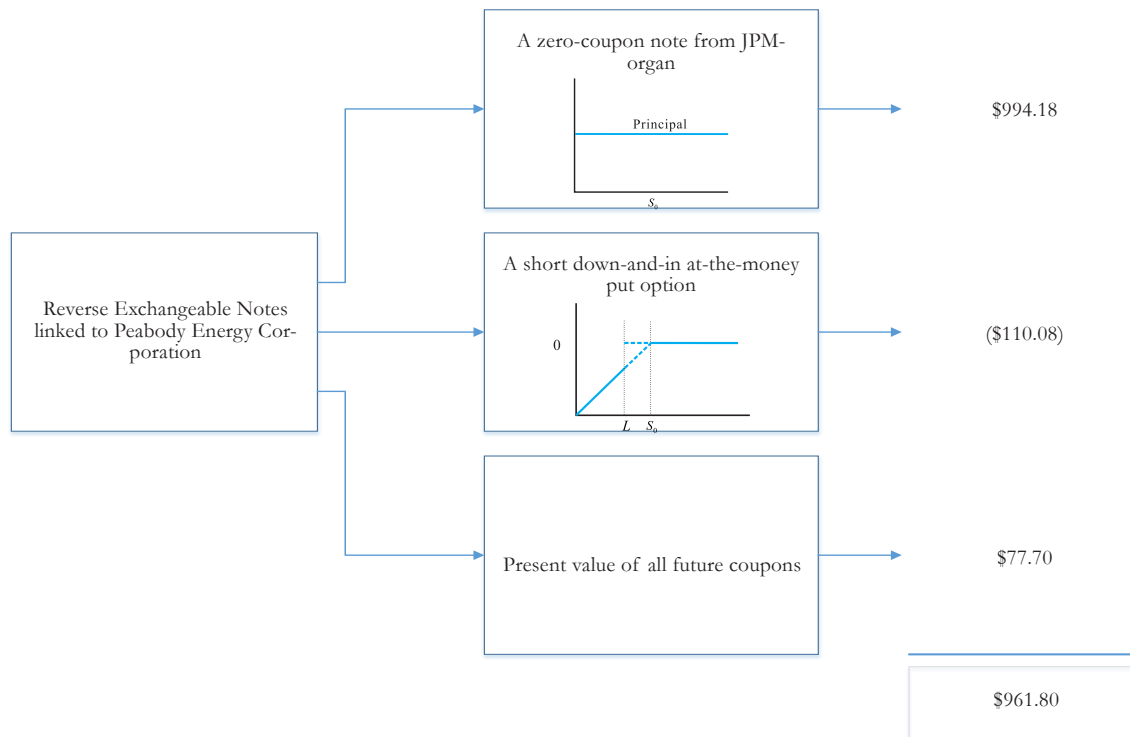 A zero-coupon note from JPM-
organ
Principal
S₀
$994.18
Reverse Exchangeable Notes
linked to Peabody Energy Cor-
poration
A short down-and-in at-the-money
put option
0
L S₀
($110.08)
Present value of all future coupons
$77.70
$961.80